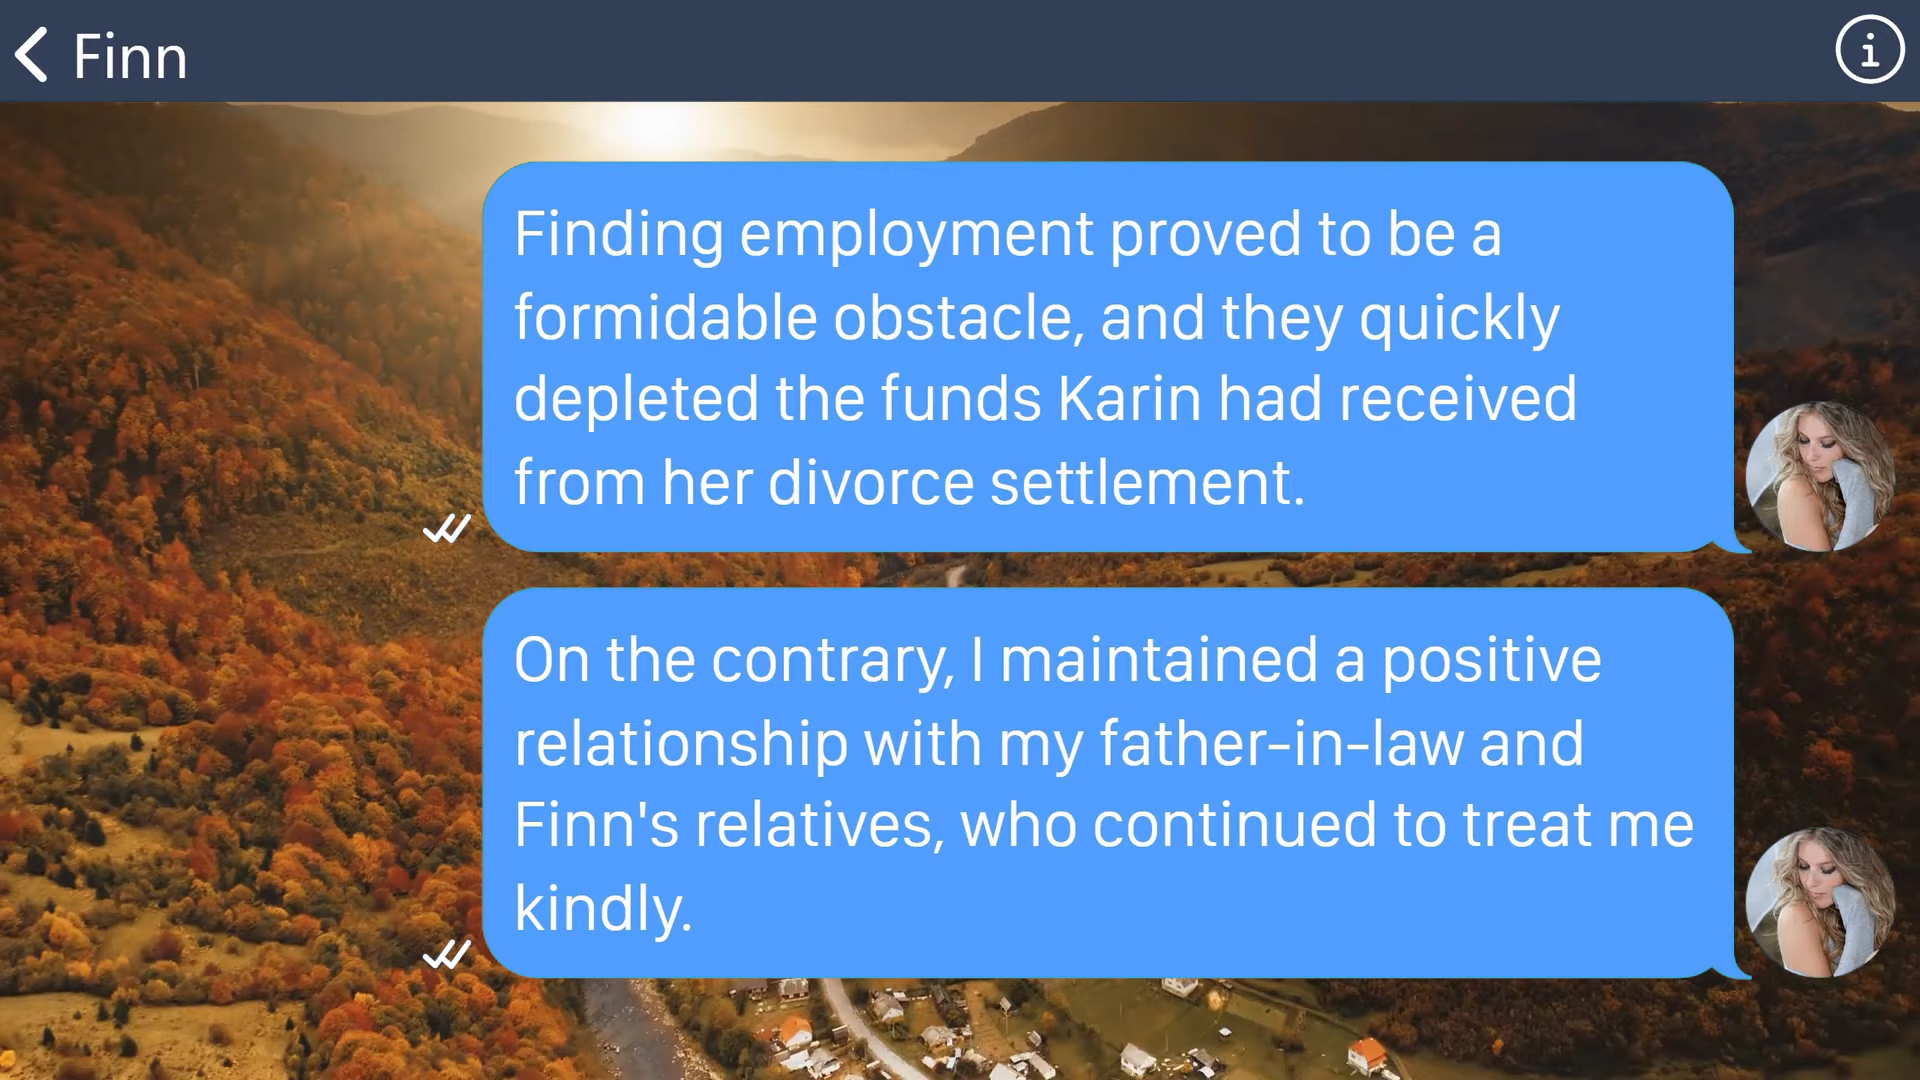 Finn
Finding employment proved to be a
formidable obstacle, and they quickly
depleted the funds Karin had received
from her divorce settlement.
On the contrary, I maintained a positive
relationship with my father-in-law and
Finn's relatives, who continued to treat me
kindly.